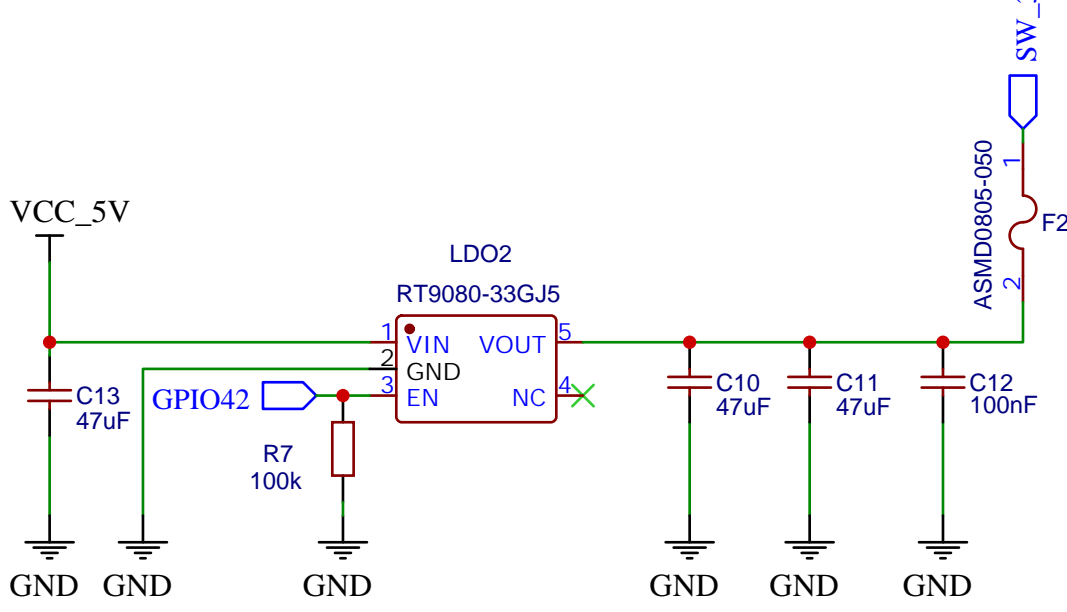 SW_3
ASMD0805-050
1
2
F2
VCC_5V
LDO2
RT9080-33GJ5
1
2
3
VIN
GND
EN
VOUT
NC
5
4
GPIO42
R7
100k
C13
47uF
C10
47uF
C11
47uF
C12
100nF
GND
GND
GND
GND
GND
GND